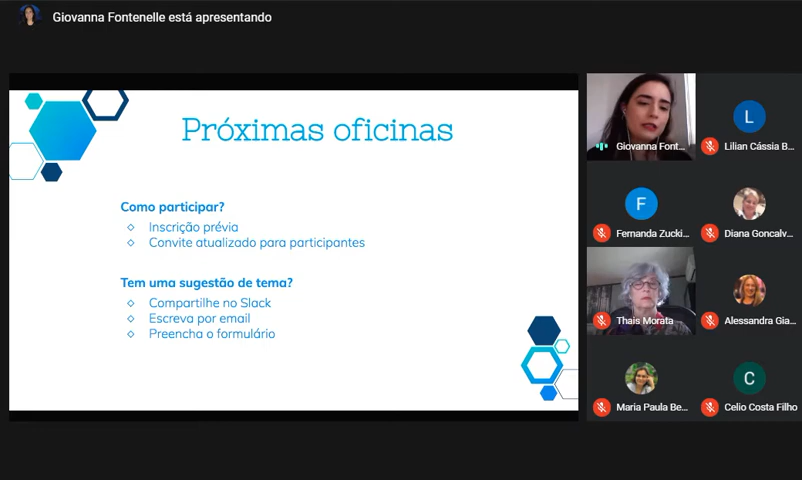 Giovanna Fontenelle está apresentando
Próximas oficinas
Como participar?
Inscrição prévia
Convite atualizado para participantes
Tem uma sugestão de tema?
Compartilhe no Slack
Escreva por email
Preencha o formulário
Giovanna Font...
L
Lilian Cássia B...
F
Fernanda Zucki...
Diana Goncalv...
Thais Morata
Alessandra Gia...
Maria Paula Be...
C
Celio Costa Filho